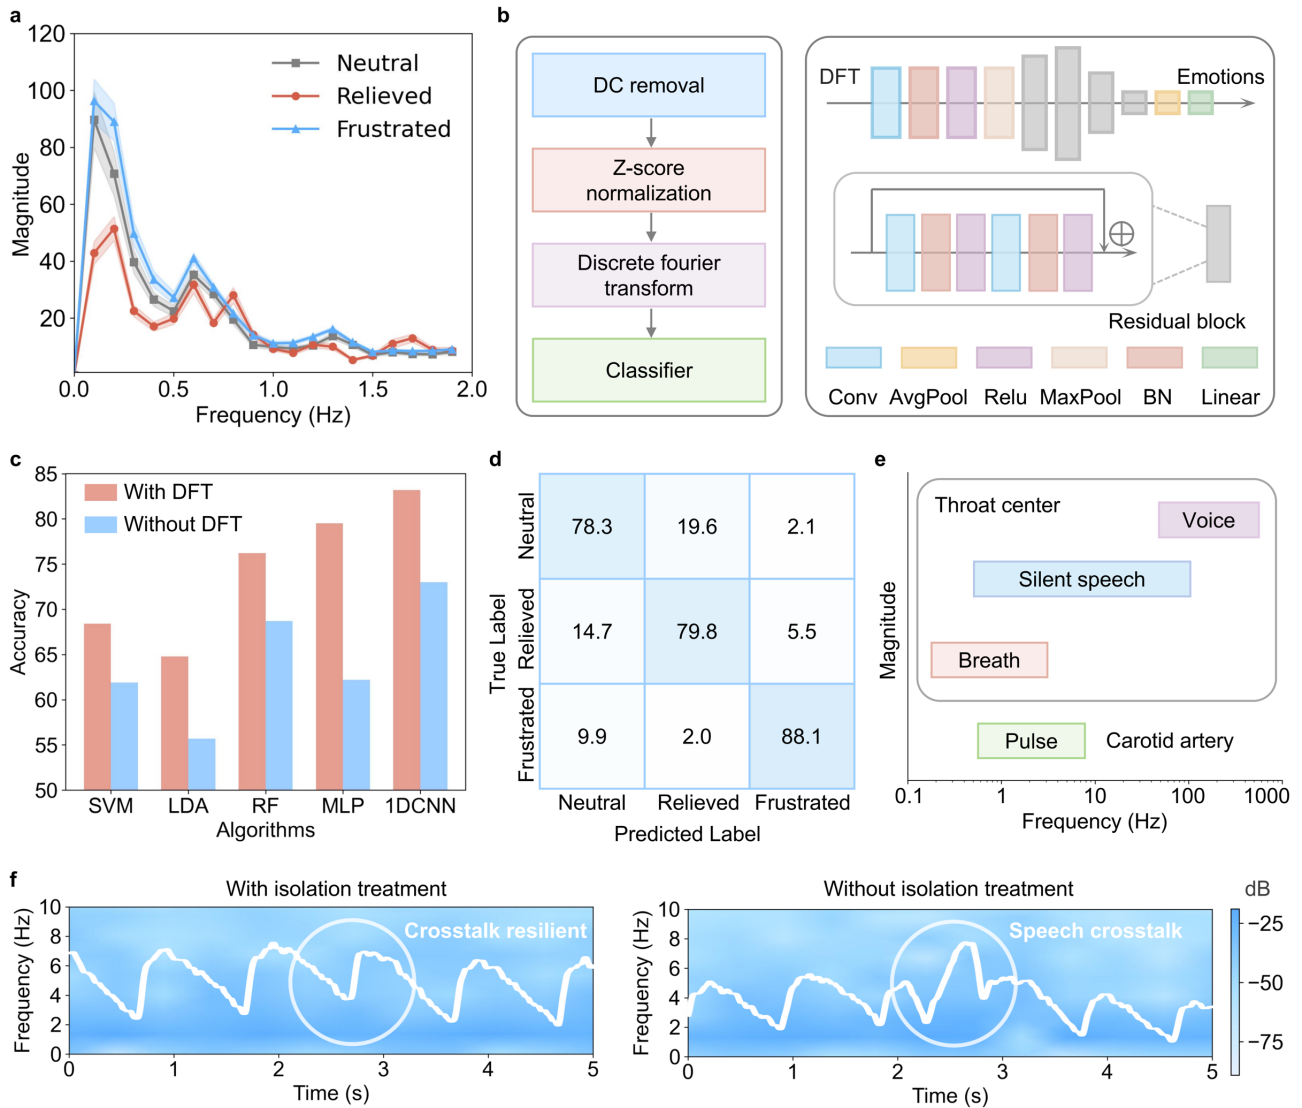 a
120
100
80
60
40
20
0.0
0.5
1.0
1.5
2.0
Magnitude
Frequency (Hz)
Neutral
Relieved
Frustrated
b
DC removal
Z-score
normalization
Discrete fourier
transform
Classifier
DFT
Emotions
Residual block
Conv
AvgPool
Relu
MaxPool
BN
Linear
c
85
80
75
70
65
60
55
50
Accuracy
With DFT
Without DFT
SVM
LDA
RF
MLP
1DCNN
Algorithms
d
True Label
Neutral
Relieved
Frustrated
78.3
19.6
2.1
14.7
79.8
5.5
9.9
2.0
88.1
Neutral
Relieved
Frustrated
Predicted Label
e
Magnitude
Throat center
Voice
Silent speech
Breath
Pulse
Carotid artery
0.1
1
10
100
1000
Frequency (Hz)
f
With isolation treatment
Frequency (Hz)
10
8
6
4
2
0
Crosstalk resilient
0
1
2
3
4
5
Time (s)
Without isolation treatment
Frequency (Hz)
10
8
6
4
2
0
Speech crosstalk
0
1
2
3
4
5
Time (s)
dB
−25
−50
−75